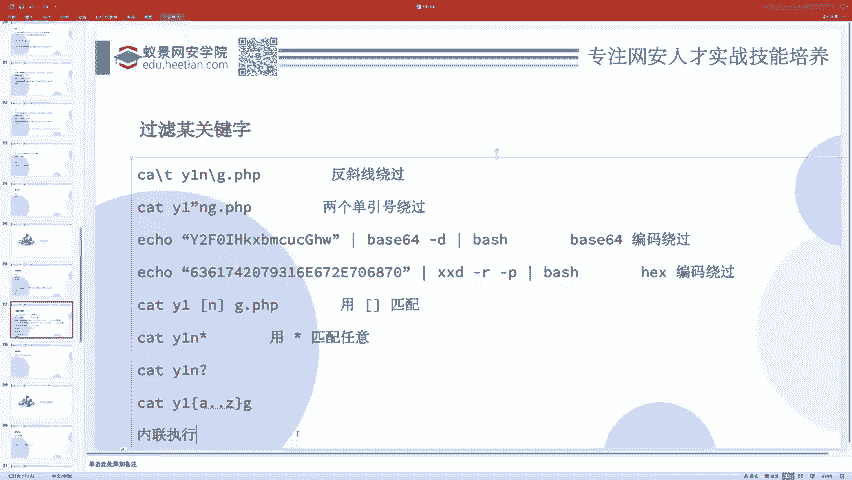 蚁景网安学院
edu.heetian.com
专注网安人才实战技能培养
过滤某关键字
ca\t y1n\g.php 反斜线绕过
cat y1”ng.php 两个单引号绕过
echo “Y2F0IHkxbmcucGhw” | base64 -d | bash base64 编码绕过
echo “6361742079316E672E706870” | xxd -r -p | bash hex 编码绕过
cat y1 [n] g.php 用 [] 匹配
cat y1n* 用 * 匹配任意
cat y1n?
cat y1{a..z}g
内联执行
单击此处添加备注